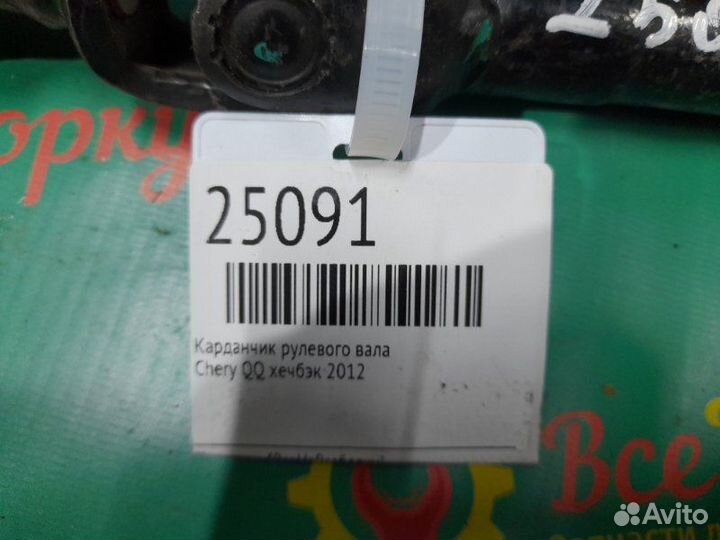 25091
Карданчик рулевого вала
Chery QQ хечбэк 2012
Все
Avito